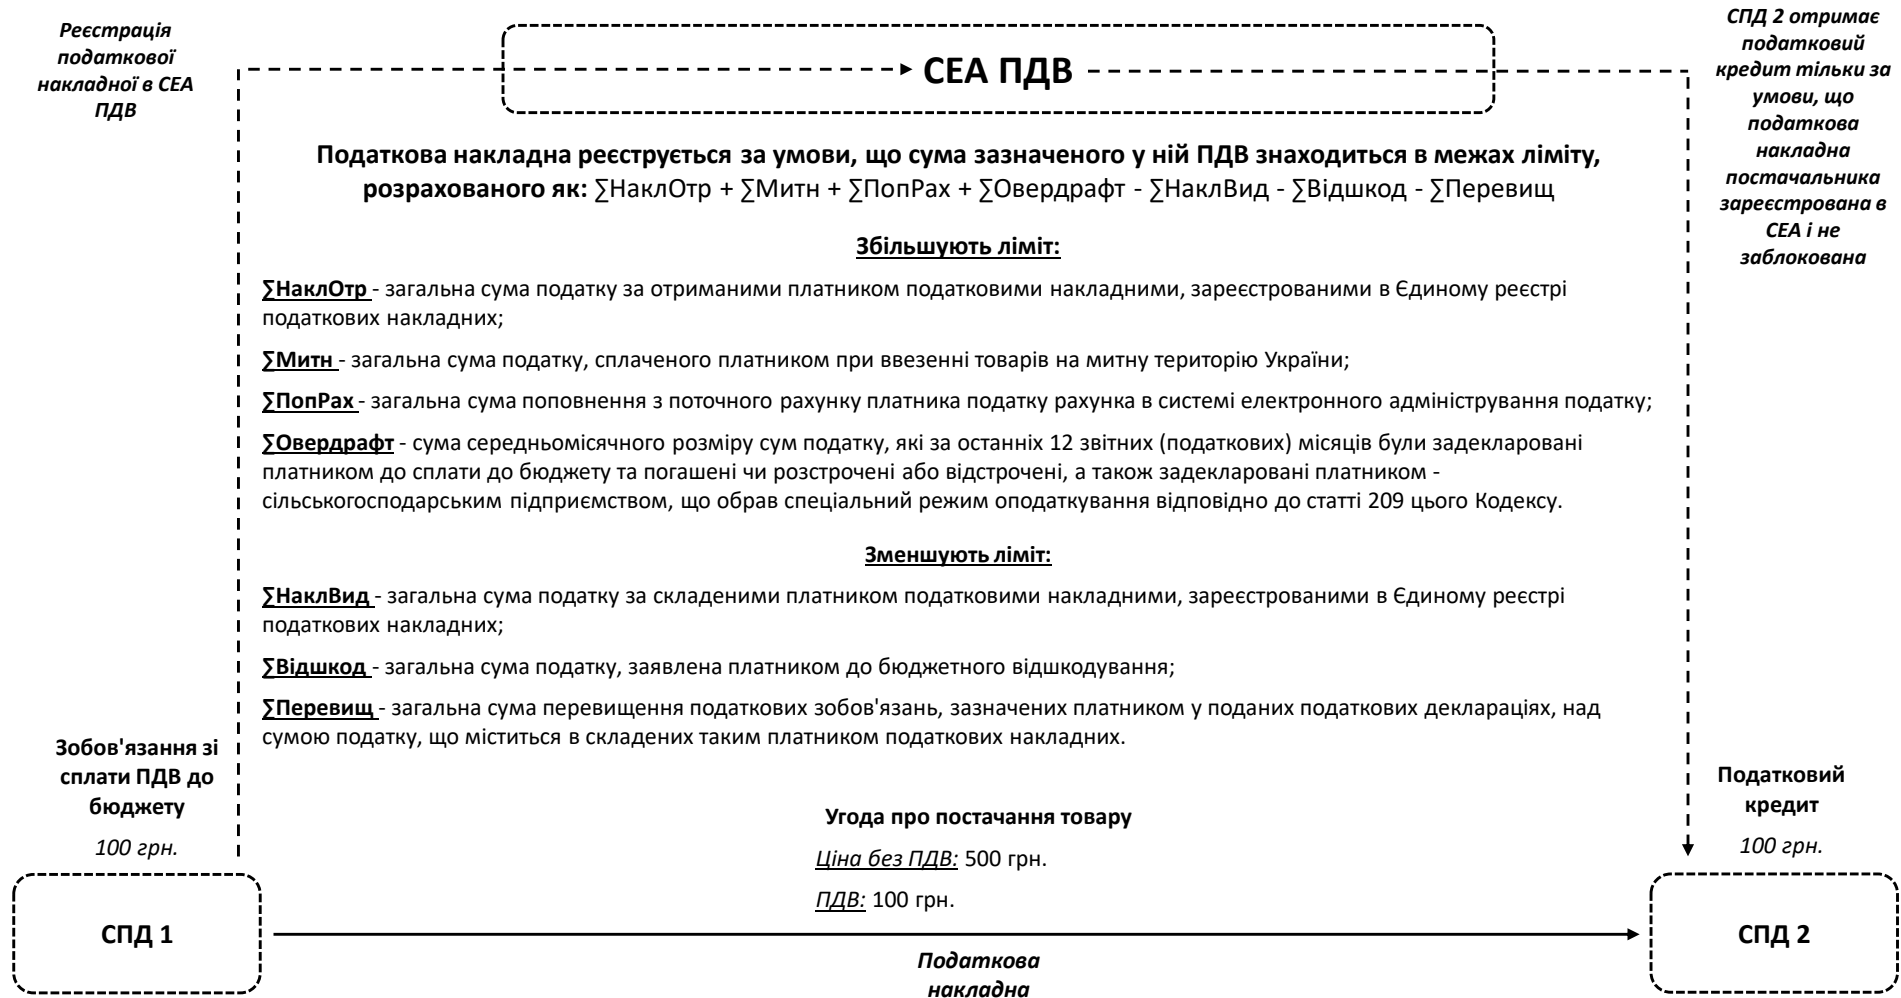 Реєстрація
податкової
накладної в СЕА
ПДВ
СЕА ПДВ
СПД 2 отримає
податковий
кредит тільки за
умови, що
податкова
накладна
постачальника
зареєстрована в
СЕА і не
заблокована
Податкова накладна реєструється за умови, що сума зазначеного у ній ПДВ знаходиться в межах ліміту,
розрахованого як: ∑НаклОтр + ∑Митн + ∑ПопРах + ∑Овердрафт - ∑НаклВид - ∑Відшкод - ∑Перевищ
Збільшують ліміт:
∑НаклОтр - загальна сума податку за отриманими платником податковими накладними, зареєстрованими в Єдиному реєстрі
податкових накладних;
∑Митн - загальна сума податку, сплаченого платником при ввезенні товарів на митну територію України;
∑ПопРах - загальна сума поповнення з поточного рахунку платника податку рахунка в системі електронного адміністрування податку;
∑Овердрафт - сума середньомісячного розміру сум податку, які за останніх 12 звітних (податкових) місяців були задекларовані
платником до сплати до бюджету та погашені чи розстрочені або відстрочені, а також задекларовані платником -
сільськогосподарським підприємством, що обрав спеціальний режим оподаткування відповідно до статті 209 цього Кодексу.
Зменшують ліміт:
∑НаклВид - загальна сума податку за складеними платником податковими накладними, зареєстрованими в Єдиному реєстрі
податкових накладних;
∑Відшкод - загальна сума податку, заявлена платником до бюджетного відшкодування;
∑Перевищ - загальна сума перевищення податкових зобов'язань, зазначених платником у поданих податкових деклараціях, над
сумою податку, що міститься в складених таким платником податкових накладних.
Зобов'язання зі
сплати ПДВ до
бюджету
100 грн.
СПД 1
Угода про постачання товару
Ціна без ПДВ: 500 грн.
ПДВ: 100 грн.
Податкова
накладна
Податковий
кредит
100 грн.
СПД 2